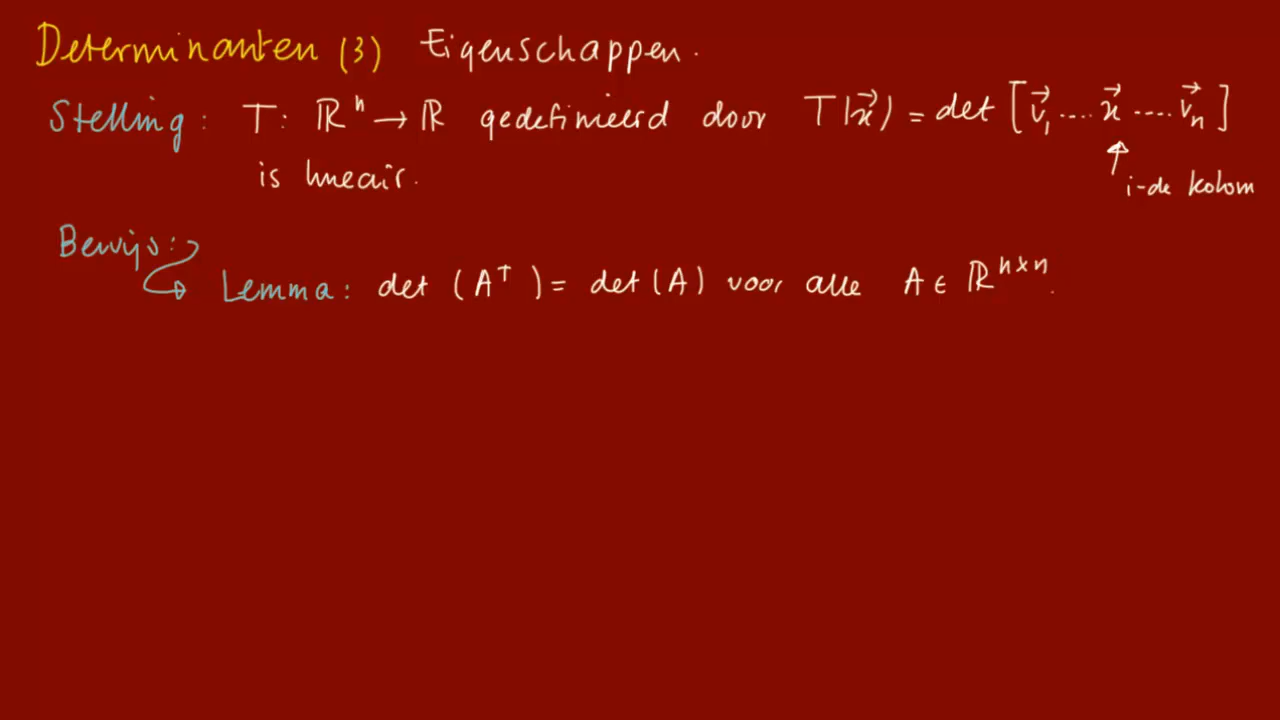 Determinanten (3) Eigenschappen.
Stelling: T: ℝⁿ → ℝ gedefinieerd door T(x⃗) = det [v⃗₁ .... x⃗ .... v⃗ₙ]
i-de kolom
is lineair.
Bewijs:
Lemma: det (Aᵀ) = det (A) voor alle A ∈ ℝⁿˣⁿ.